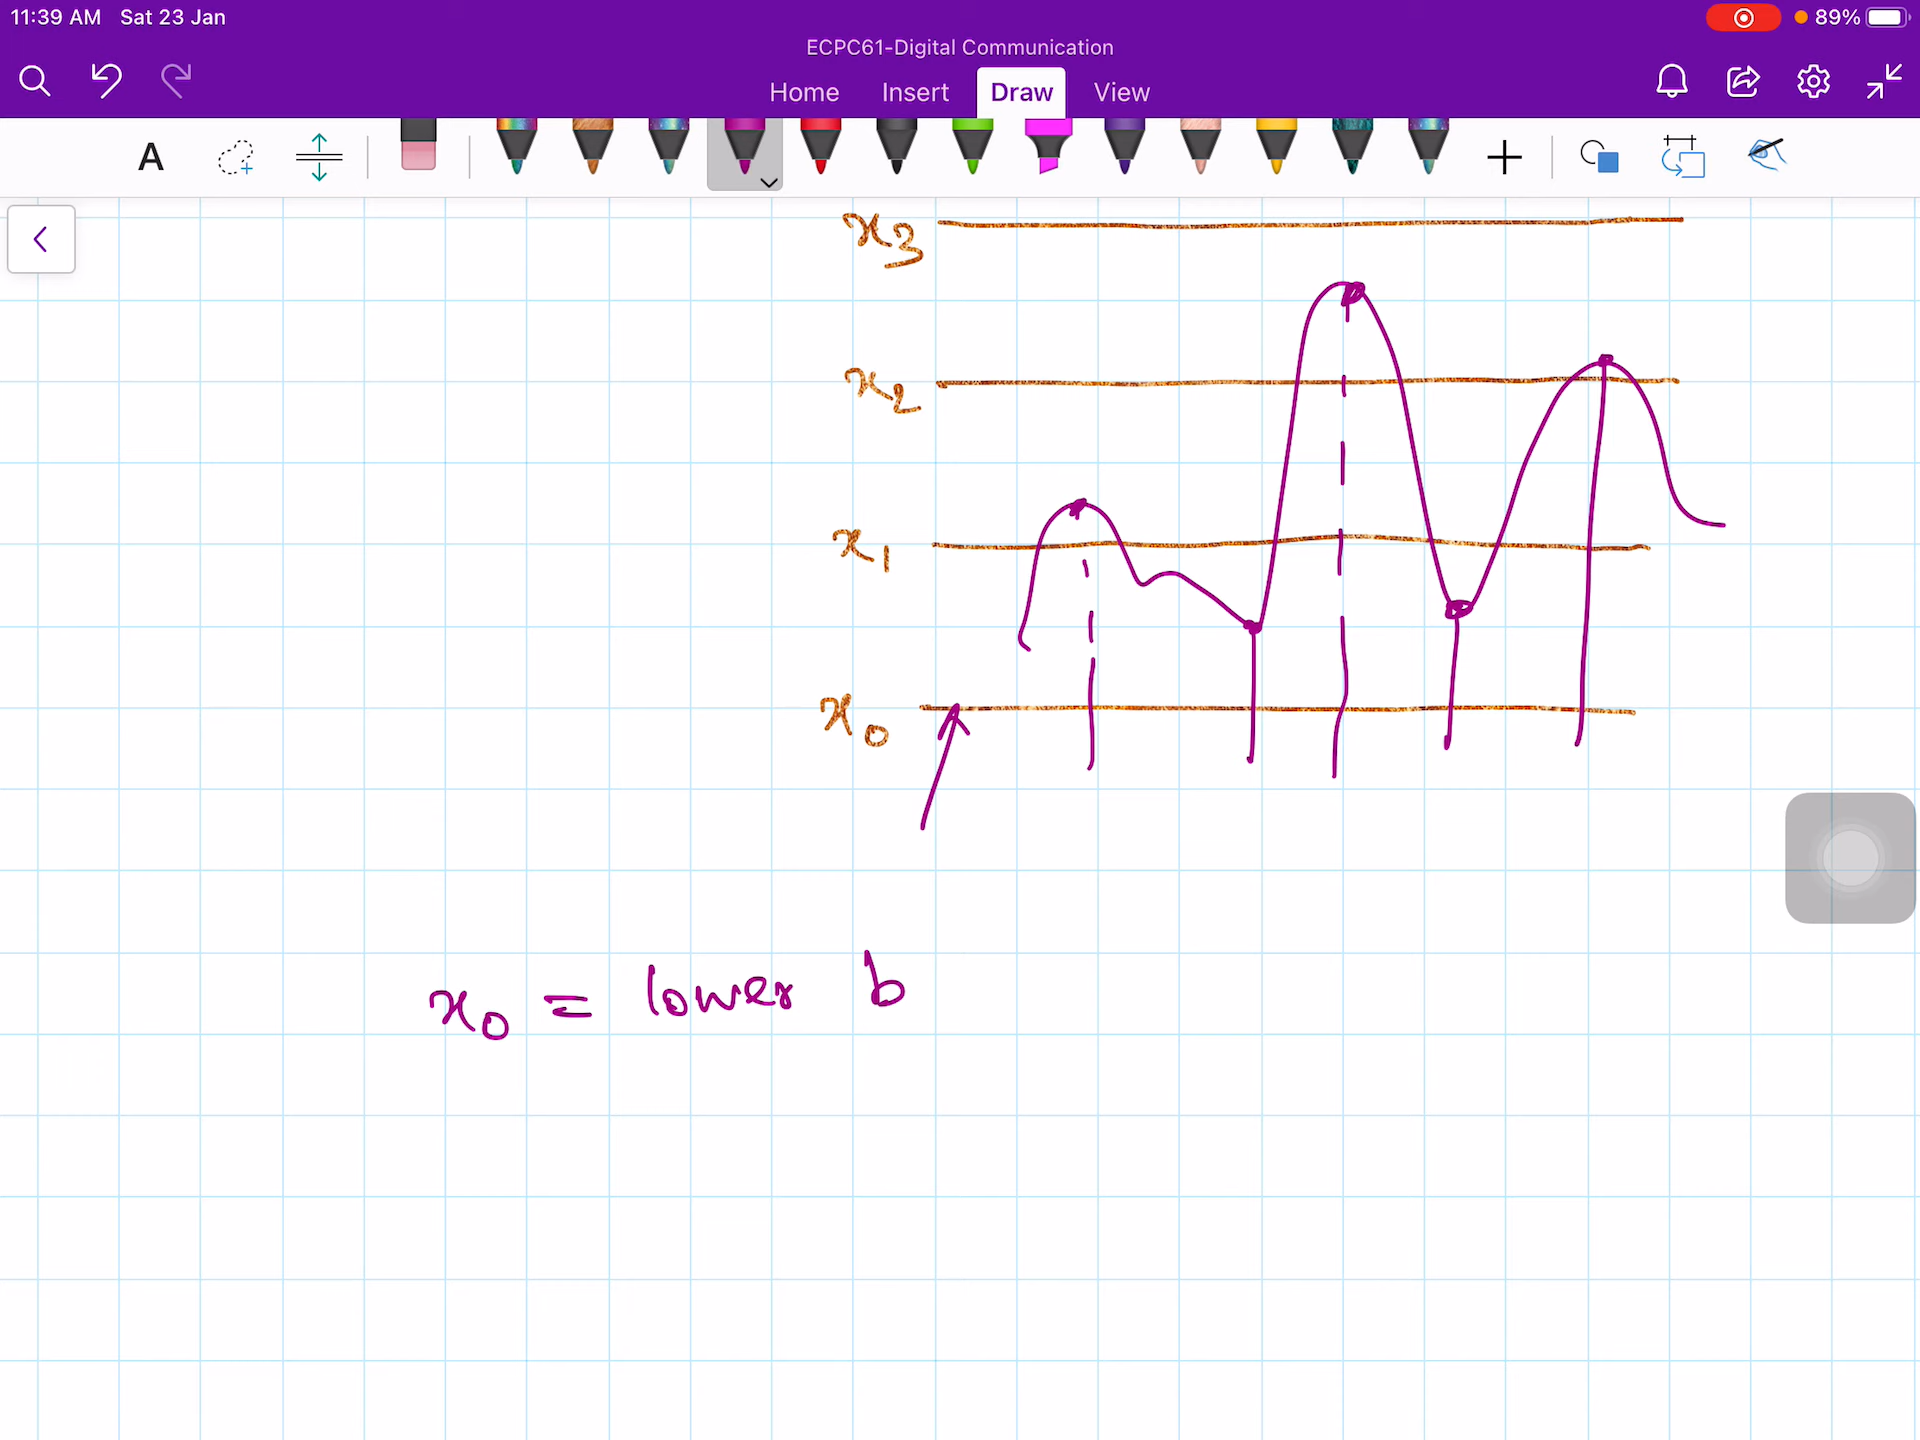 11:39 AM Sat 23 Jan
89%
ECPC61-Digital Communication
Home Insert Draw View
A
x3
x2
x1
x0
x0 = lower b